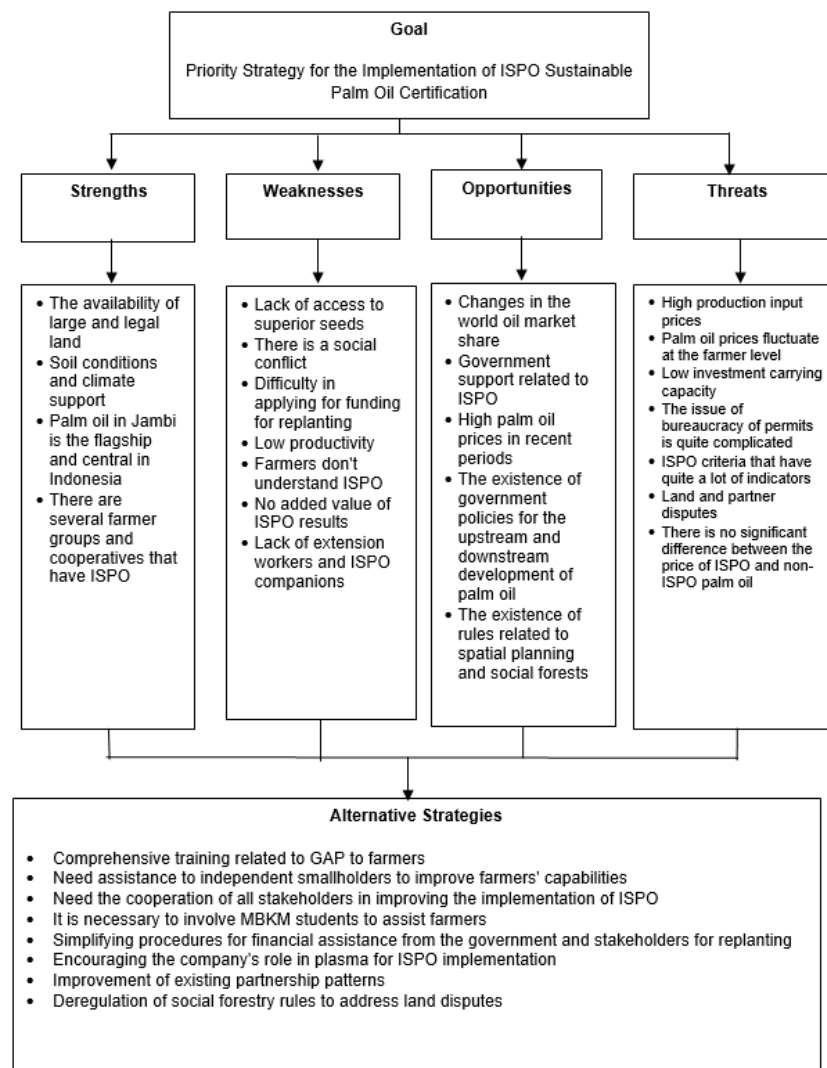 Goal
Priority Strategy for the Implementation of ISPO Sustainable
Palm Oil Certification
Strengths
Weaknesses
Opportunities
Threats
• The availability of
large and legal
land
• Soil conditions
and climate
support
• Palm oil in Jambi
is the flagship
and central in
Indonesia
• There are
several farmer
groups and
cooperatives that
have ISPO
• Lack of access to
superior seeds
• There is a social
conflict
• Difficulty in
applying for funding
for replanting
• Low productivity
• Farmers don't
understand ISPO
• No added value of
ISPO results
• Lack of extension
workers and ISPO
companions
• Changes in the
world oil market
share
• Government
support related to
ISPO
• High palm oil
prices in recent
periods
• The existence of
government
policies for the
upstream and
downstream
development of
palm oil
• The existence of
rules related to
spatial planning
and social forests
• High production input
prices
• Palm oil prices fluctuate
at the farmer level
• Low investment carrying
capacity
• The issue of
bureaucracy of permits
is quite complicated
• ISPO criteria that have
quite a lot of indicators
• Land and partner
disputes
• There is no significant
difference between the
price of ISPO and non-
ISPO palm oil
Alternative Strategies
• Comprehensive training related to GAP to farmers
• Need assistance to independent smallholders to improve farmers' capabilities
• Need the cooperation of all stakeholders in improving the implementation of ISPO
• It is necessary to involve MBKM students to assist farmers
• Simplifying procedures for financial assistance from the government and stakeholders for replanting
• Encouraging the company's role in plasma for ISPO implementation
• Improvement of existing partnership patterns
• Deregulation of social forestry rules to address land disputes